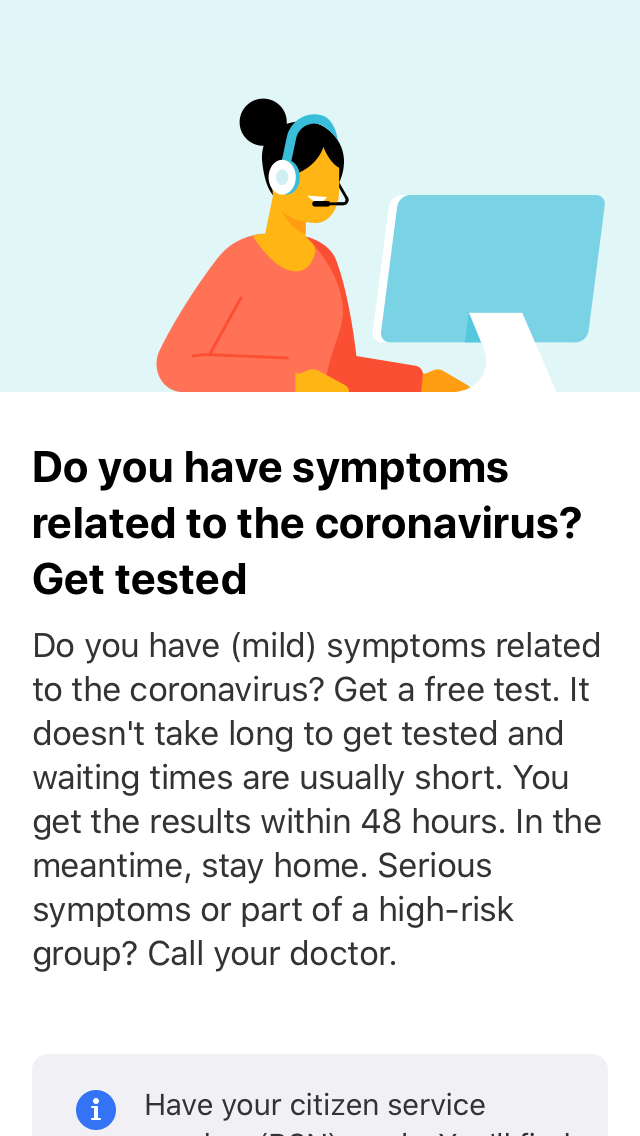 Do you have symptoms
related to the coronavirus?
Get tested
Do you have (mild) symptoms related
to the coronavirus? Get a free test. It
doesn't take long to get tested and
waiting times are usually short. You
get the results within 48 hours. In the
meantime, stay home. Serious
symptoms or part of a high-risk
group? Call your doctor.
Have your citizen service